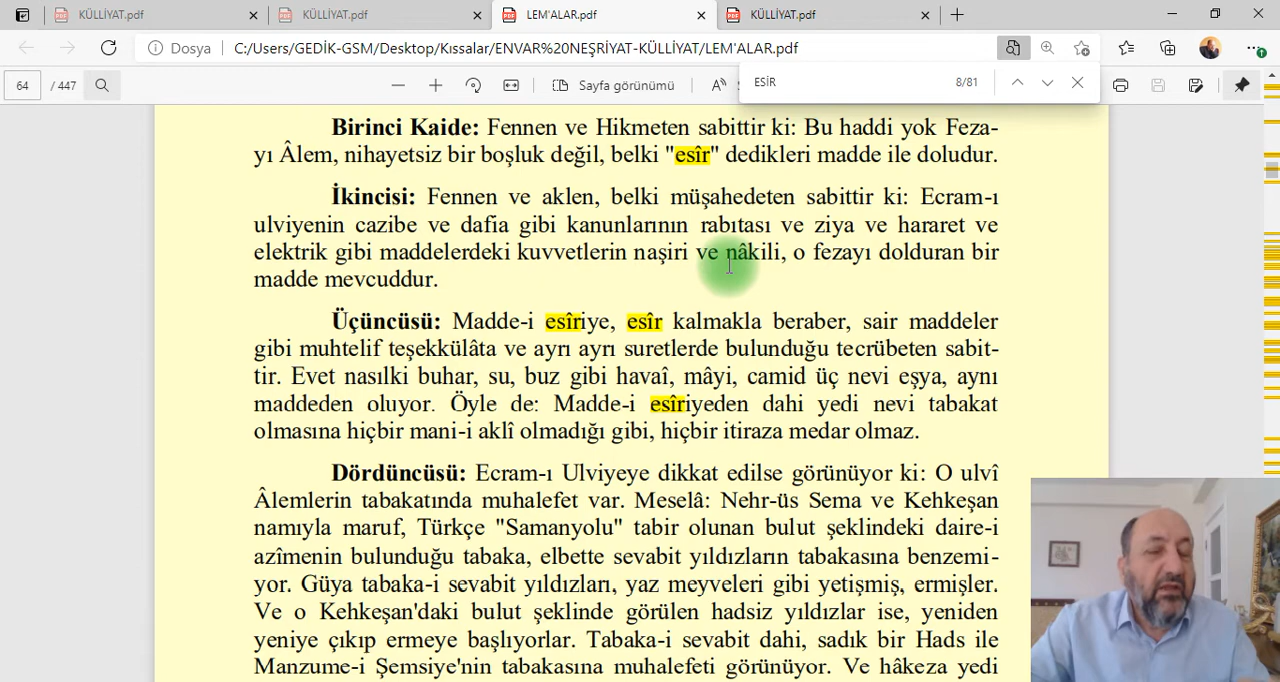 KÜLLİYAT.pdf
KÜLLİYAT.pdf
LEM'ALAR.pdf
KÜLLİYAT.pdf
Dosya C:/Users/GEDİK-GSM/Desktop/Kıssalar/ENVAR%20NEŞRİYAT-KÜLLİYAT/LEM'ALAR.pdf
64 / 447
Sayfa görünümü
ESİR 8/81
Birinci Kaide: Fennen ve Hikmeten sabittir ki: Bu haddi yok Feza-
yı Âlem, nihayetsiz bir boşluk değil, belki "esîr" dedikleri madde ile doludur.
İkincisi: Fennen ve aklen, belki müşahedeten sabittir ki: Ecram-ı
ulviyenin cazibe ve dafia gibi kanunlarının rabıtası ve ziya ve hararet ve
elektrik gibi maddelerdeki kuvvetlerin naşiri ve nâkili, o fezayı dolduran bir
madde mevcuddur.
Üçüncüsü: Madde-i esîriye, esîr kalmakla beraber, sair maddeler
gibi muhtelif teşekkülâta ve ayrı ayrı suretlerde bulunduğu tecrübeten sabit-
tir. Evet nasılki buhar, su, buz gibi havaî, mâyi, camid üç nevi eşya, aynı
maddeden oluyor. Öyle de: Madde-i esîriyeden dahi yedi nevi tabakat
olmasına hiçbir mani-i aklî olmadığı gibi, hiçbir itiraza medar olmaz.
Dördüncüsü: Ecram-ı Ulviyeye dikkat edilse görünüyor ki: O ulvî
Âlemlerin tabakatında muhalefet var. Meselâ: Nehr-üs Sema ve Kehkeşan
namıyla maruf, Türkçe "Samanyolu" tabir olunan bulut şeklindeki daire-i
azîmenin bulunduğu tabaka, elbette sevabit yıldızların tabakasına benzemi-
yor. Güya tabaka-i sevabit yıldızları, yaz meyveleri gibi yetişmiş, ermişler.
Ve o Kehkeşan'daki bulut şeklinde görülen hadsiz yıldızlar ise, yeniden
yeniye çıkıp ermeye başlıyorlar. Tabaka-i sevabit dahi, sadık bir Hads ile
Manzume-i Şemsiye'nin tabakasına muhalefeti görünüyor. Ve hâkeza yedi